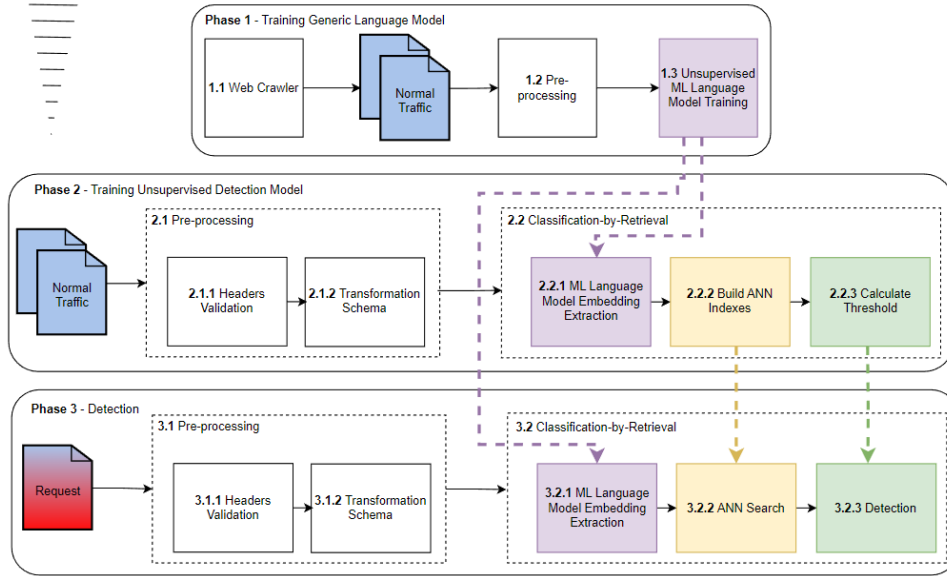 Phase 1 - Training Generic Language Model
1.1 Web Crawler
Normal
Traffic
1.2 Pre-
processing
1.3 Unsupervised
ML Language
Model Training
Phase 2 - Training Unsupervised Detection Model
2.1 Pre-processing
2.2 Classification-by-Retrieval
Normal
Traffic
2.1.1 Headers
Validation
2.1.2 Transformation
Schema
2.2.1 ML Language
Model Embedding
Extraction
2.2.2 Build ANN
Indexes
2.2.3 Calculate
Threshold
Phase 3 - Detection
3.1 Pre-processing
3.2 Classification-by-Retrieval
Request
3.1.1 Headers
Validation
3.1.2 Transformation
Schema
3.2.1 ML Language
Model Embedding
Extraction
3.2.2 ANN Search
3.2.3 Detection